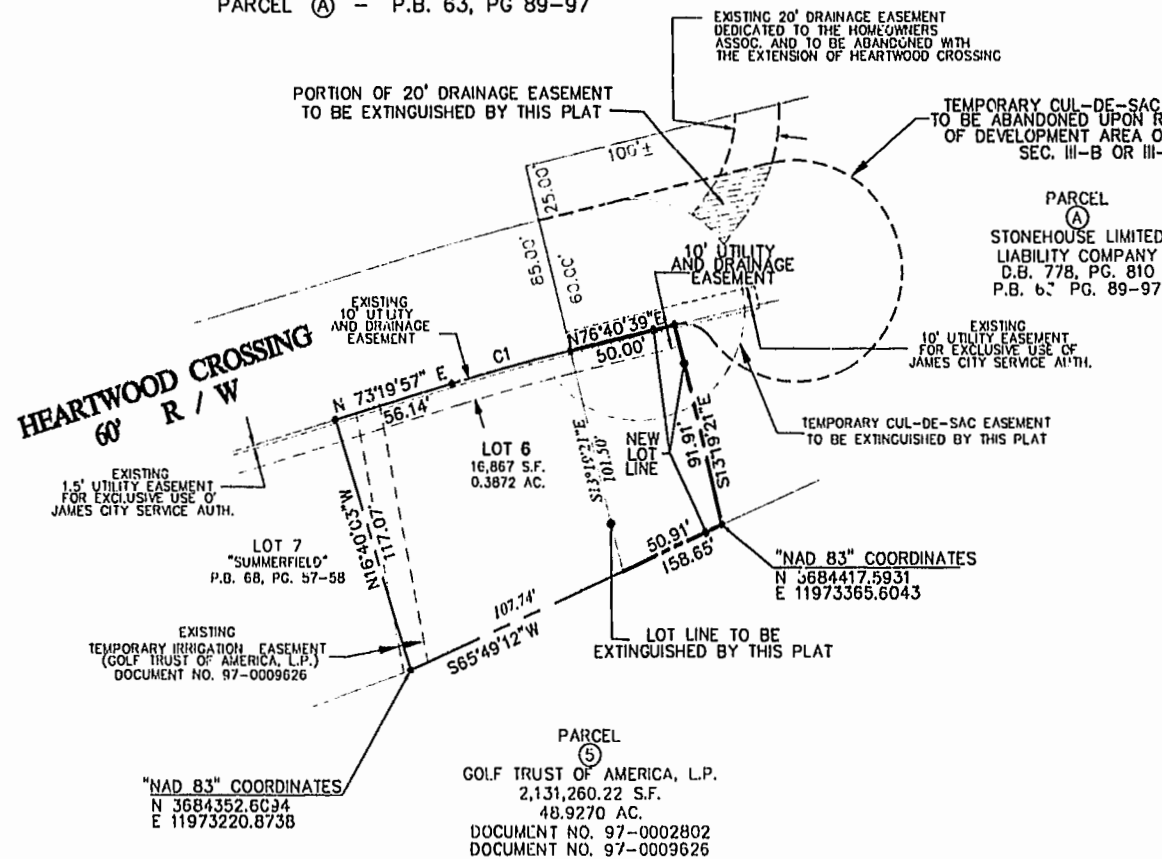 PARCEL Ⓐ - P.B. 63, PG 89-97
EXISTING 20' DRAINAGE EASEMENT
DEDICATED TO THE HOMEOWNERS
ASSOC. AND TO BE ABANDONED WITH
THE EXTENSION OF HEARTWOOD CROSSING
PORTION OF 20' DRAINAGE EASEMENT
TO BE EXTINGUISHED BY THIS PLAT
TEMPORARY CUL-DE-SAC
TO BE ABANDONED UPON
OF DEVELOPMENT AREA
SEC. III-B OR
100'±
25.00'
85.00'
60.00'
PARCEL
Ⓐ
STONEHOUSE LIMITED
LIABILITY COMPANY
D.B. 778, PG. 810
P.B. PG. 89-97
10' UTILITY
AND DRAINAGE
EASEMENT
EXISTING
10' UTILITY
AND DRAINAGE
EASEMENT
N76°40'39"E
50.00'
C1
EXISTING
10' UTILITY EASEMENT
FOR EXCLUSIVE USE OF
JAMES CITY SERVICE AUTH.
HEARTWOOD CROSSING
60' R / W
N 73°19'57" E
56.14'
TEMPORARY CUL-DE-SAC EASEMENT
TO BE EXTINGUISHED BY THIS PLAT
LOT 6
16,867 S.F.
0.3872 AC.
S13°19'21"E
101.50'
NEW
LOT
LINE
S13°19'21"E
91.91'
EXISTING
1.5' UTILITY EASEMENT
FOR EXCLUSIVE USE OF
JAMES CITY SERVICE AUTH.
N16°40'03"W
117.07'
LOT 7
"SUMMERFIELD"
P.B. 68, PG. 57-58
50.91'
158.65'
"NAD 83" COORDINATES
N 3684417.5931
E 11973365.6043
107.74'
S65°49'12"W
EXISTING
TEMPORARY IRRIGATION EASEMENT
(GOLF TRUST OF AMERICA, L.P.)
DOCUMENT NO. 97-0009626
LOT LINE TO BE
EXTINGUISHED BY THIS PLAT
PARCEL
⑤
GOLF TRUST OF AMERICA, L.P.
2,131,260.22 S.F.
48.9270 AC.
DOCUMENT NO. 97-0002802
DOCUMENT NO. 97-0009626
"NAD 83" COORDINATES
N 3684352.6094
E 11973220.8738